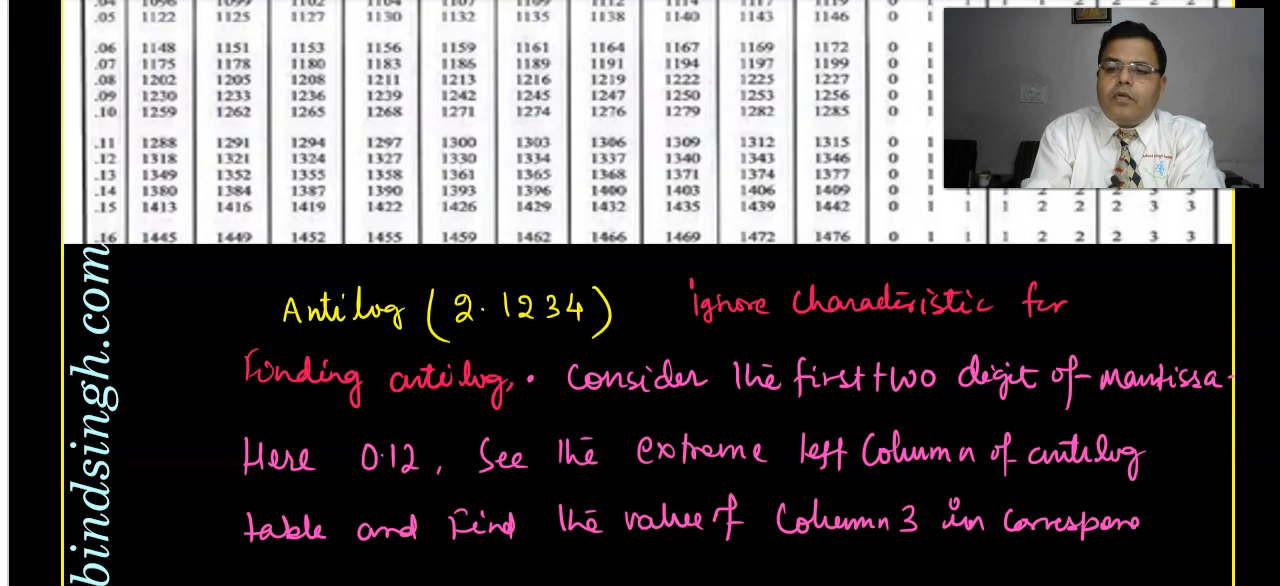 .05 1122 1125 1127 1130 1132 1135 1138 1140 1143 1146 0 1
.06 1148 1151 1153 1156 1159 1161 1164 1167 1169 1172 0 1
.07 1175 1178 1180 1183 1186 1189 1191 1194 1197 1199 0 1
.08 1202 1205 1208 1211 1213 1216 1219 1222 1225 1227 0 1
.09 1230 1233 1236 1239 1242 1245 1247 1250 1253 1256 0 1
.10 1259 1262 1265 1268 1271 1274 1276 1279 1282 1285 0 1
.11 1288 1291 1294 1297 1300 1303 1306 1309 1312 1315 0 1
.12 1318 1321 1324 1327 1330 1334 1337 1340 1343 1346 0 1
.13 1349 1352 1355 1358 1361 1365 1368 1371 1374 1377 0 1
.14 1380 1384 1387 1390 1393 1396 1400 1403 1406 1409 0 1
.15 1413 1416 1419 1422 1426 1429 1432 1435 1439 1442 0 1 1 1 2 2 2 3 3
.16 1445 1449 1452 1455 1459 1462 1466 1469 1472 1476 0 1 1 1 2 2 2 3 3
bindsingh.com
Antilog (2.1234) Ignore Characteristic for
Finding antilog, . Consider the first two digit of mantissa.
Here 0.12, See the extreme left Column of antilog
table and Find the value of Column 3 in correspon